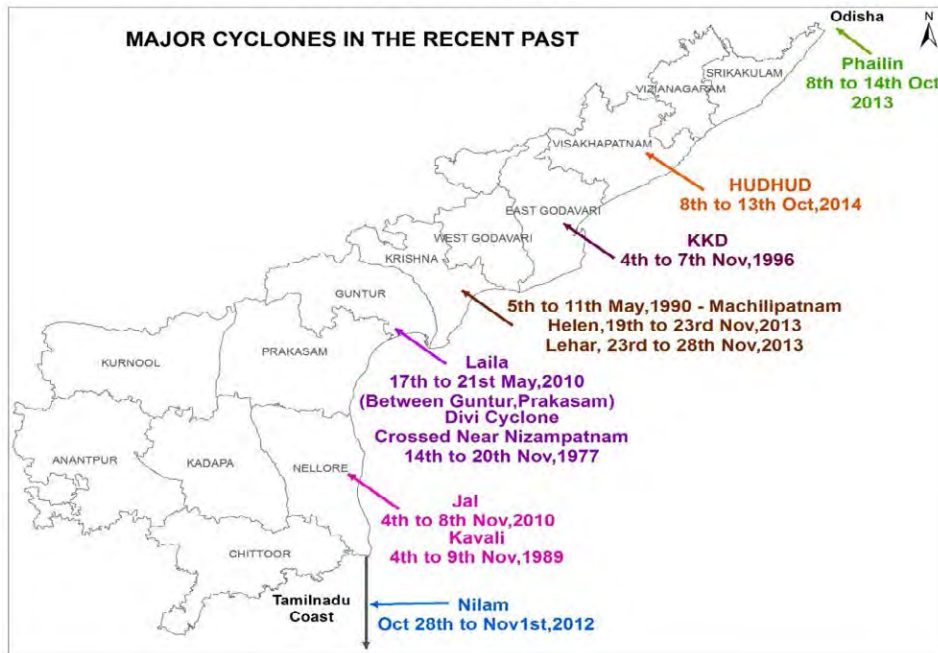 Odisha
N
MAJOR CYCLONES IN THE RECENT PAST
Phailin
8th to 14th Oct
2013
SRIKAKULAM
VIZIANAGARAM
VISAKHAPATNAM
HUDHUD
8th to 13th Oct,2014
EAST GODAVARI
WEST GODAVARI
KKD
4th to 7th Nov,1996
KRISHNA
GUNTUR
5th to 11th May,1990 - Machilipatnam
Helen,19th to 23rd Nov,2013
Lehar, 23rd to 28th Nov,2013
KURNOOL
PRAKASAM
Laila
17th to 21st May,2010
(Between Guntur,Prakasam)
Divi Cyclone
Crossed Near Nizampatnam
14th to 20th Nov,1977
ANANTPUR
KADAPA
NELLORE
Jal
4th to 8th Nov,2010
Kavali
4th to 9th Nov,1989
CHITTOOR
Tamilnadu
Coast
Nilam
Oct 28th to Nov1st,2012